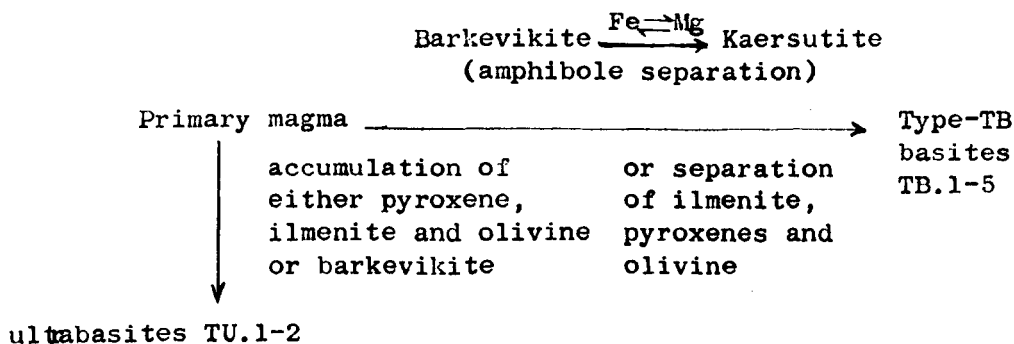 Fe⇌Mg
Barkevikite → Kaersutite
(amphibole separation)
Primary magma → Type-TB
basites
TB.1-5
accumulation of or separation
either pyroxene, of ilmenite,
ilmenite and olivine pyroxenes and
or barkevikite olivine
ultrabasites TU.1-2